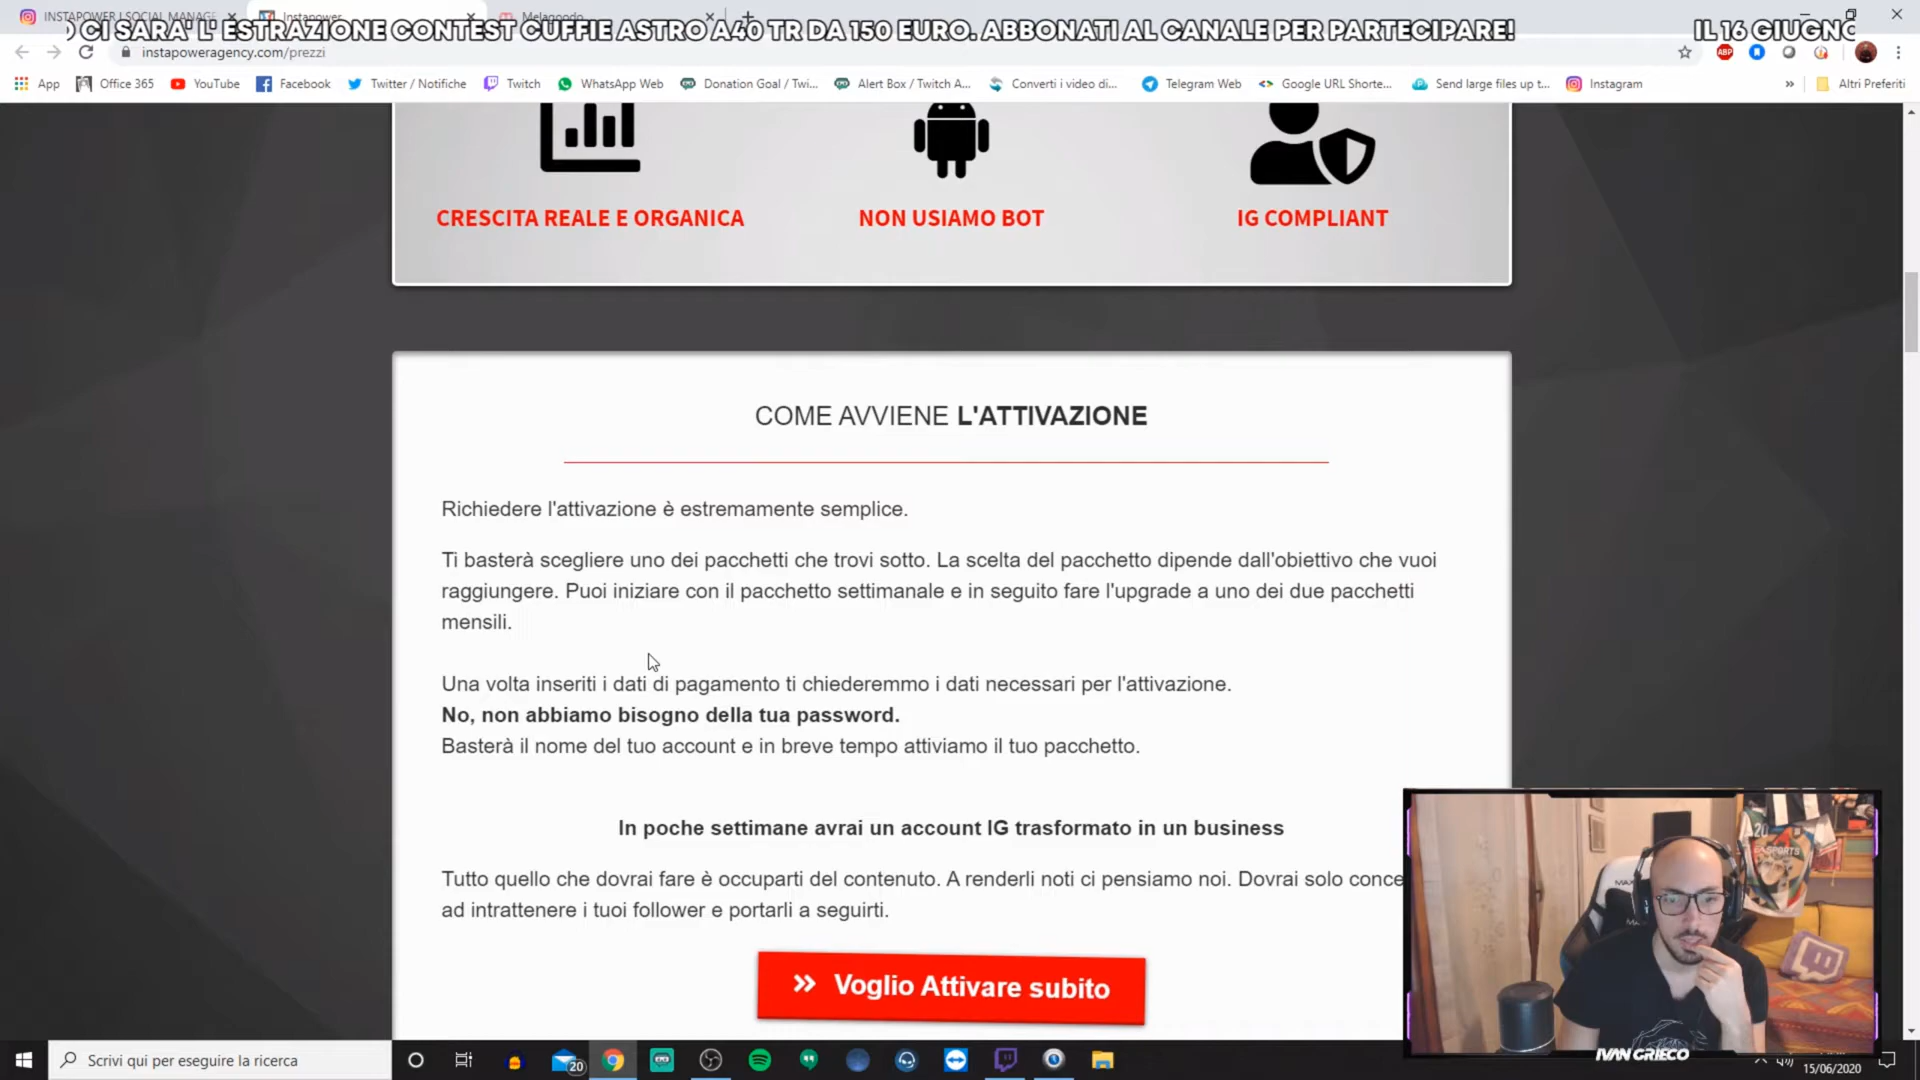 INSTAPOWER | SOCIAL MANAGE
Instapower
Melagoodo
CI SARA' L' ESTRAZIONE CONTEST CUFFIE ASTRO A40 TR DA 150 EURO. ABBONATI AL CANALE PER PARTECIPARE!
IL 16 GIUGNO
instapoweragency.com/prezzi
ABP
App
Office 365
YouTube
Facebook
Twitter / Notifiche
Twitch
WhatsApp Web
Donation Goal / Twi...
Alert Box / Twitch A...
Converti i video di...
Telegram Web
Google URL Shorte...
Send large files up t...
Instagram
»
Altri Preferiti
CRESCITA REALE E ORGANICA
NON USIAMO BOT
IG COMPLIANT
COME AVVIENE L'ATTIVAZIONE
Richiedere l'attivazione è estremamente semplice.
Ti basterà scegliere uno dei pacchetti che trovi sotto. La scelta del pacchetto dipende dall'obiettivo che vuoi
raggiungere. Puoi iniziare con il pacchetto settimanale e in seguito fare l'upgrade a uno dei due pacchetti
mensili.
Una volta inseriti i dati di pagamento ti chiederemmo i dati necessari per l'attivazione.
No, non abbiamo bisogno della tua password.
Basterà il nome del tuo account e in breve tempo attiviamo il tuo pacchetto.
In poche settimane avrai un account IG trasformato in un business
Tutto quello che dovrai fare è occuparti del contenuto. A renderli noti ci pensiamo noi. Dovrai solo conce
ad intrattenere i tuoi follower e portarli a seguirti.
» Voglio Attivare subito
20
SPORTS
IVAN GRIECO
Scrivi qui per eseguire la ricerca
20
15/06/2020